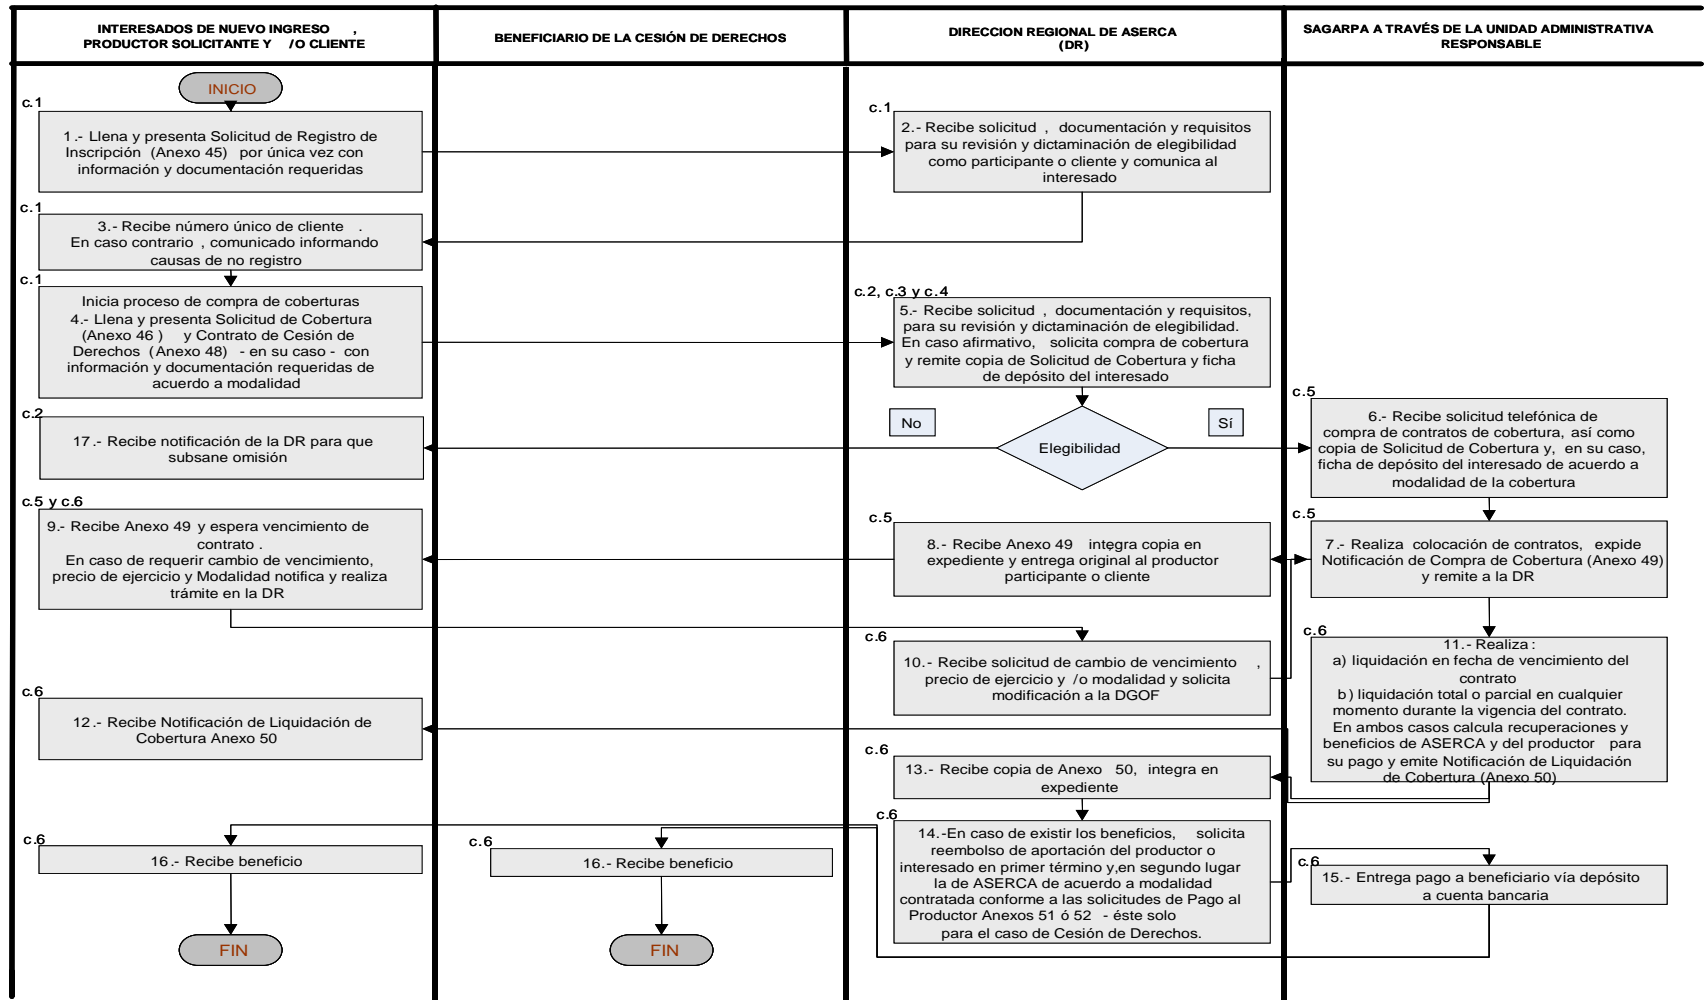 INTERESADOS DE NUEVO INGRESO ,
PRODUCTOR SOLICITANTE Y /O CLIENTE
BENEFICIARIO DE LA CESIÓN DE DERECHOS
DIRECCION REGIONAL DE ASERCA
(DR)
SAGARPA A TRAVÉS DE LA UNIDAD ADMINISTRATIVA
RESPONSABLE
INICIO
c.1
1.- Llena y presenta Solicitud de Registro de
Inscripción (Anexo 45) por única vez con
información y documentación requeridas
c.1
2.- Recibe solicitud , documentación y requisitos
para su revisión y dictaminación de elegibilidad
como participante o cliente y comunica al
interesado
c.1
3.- Recibe número único de cliente .
En caso contrario , comunicado informando
causas de no registro
c.1
Inicia proceso de compra de coberturas
4.- Llena y presenta Solicitud de Cobertura
(Anexo 46 ) y Contrato de Cesión de
Derechos (Anexo 48) - en su caso - con
información y documentación requeridas de
acuerdo a modalidad
c.2, c.3 y c.4
5.- Recibe solicitud , documentación y requisitos,
para su revisión y dictaminación de elegibilidad.
En caso afirmativo, solicita compra de cobertura
y remite copia de Solicitud de Cobertura y ficha
de depósito del interesado
No
Elegibilidad
Sí
c.5
6.- Recibe solicitud telefónica de
compra de contratos de cobertura, así como
copia de Solicitud de Cobertura y, en su caso,
ficha de depósito del interesado de acuerdo a
modalidad de la cobertura
c.2
17.- Recibe notificación de la DR para que
subsane omisión
c.5 y c.6
9.- Recibe Anexo 49 y espera vencimiento de
contrato .
En caso de requerir cambio de vencimiento,
precio de ejercicio y Modalidad notifica y realiza
trámite en la DR
c.5
8.- Recibe Anexo 49 integra copia en
expediente y entrega original al productor
participante o cliente
c.5
7.- Realiza colocación de contratos, expide
Notificación de Compra de Cobertura (Anexo 49)
y remite a la DR
c.6
10.- Recibe solicitud de cambio de vencimiento ,
precio de ejercicio y /o modalidad y solicita
modificación a la DGOF
c.6
11.- Realiza :
a) liquidación en fecha de vencimiento del
contrato
b) liquidación total o parcial en cualquier
momento durante la vigencia del contrato.
En ambos casos calcula recuperaciones y
beneficios de ASERCA y del productor para
su pago y emite Notificación de Liquidación
de Cobertura (Anexo 50)
c.6
12.- Recibe Notificación de Liquidación de
Cobertura Anexo 50
c.6
13.- Recibe copia de Anexo 50, integra en
expediente
c.6
14.-En caso de existir los beneficios, solicita
reembolso de aportación del productor o
interesado en primer término y,en segundo lugar
la de ASERCA de acuerdo a modalidad
contratada conforme a las solicitudes de Pago al
Productor Anexos 51 ó 52 - éste solo
para el caso de Cesión de Derechos.
c.6
15.- Entrega pago a beneficiario vía depósito
a cuenta bancaria
c.6
16.- Recibe beneficio
c.6
16.- Recibe beneficio
FIN
FIN